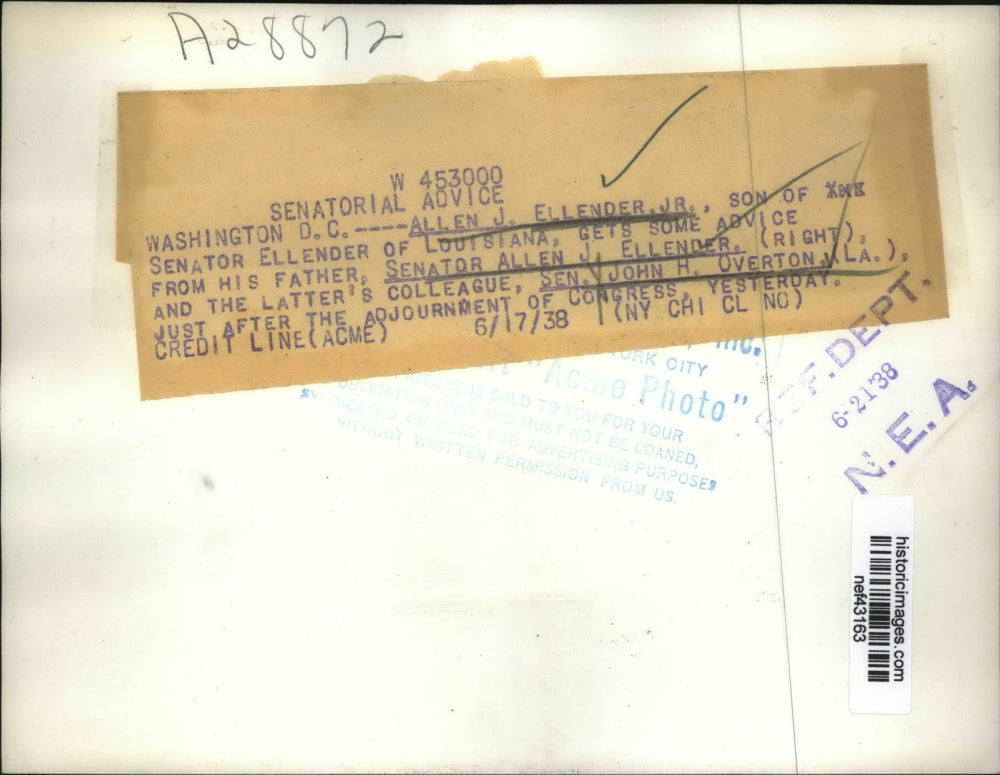 A28872
W 453000
SENATORIAL ADVICE
WASHINGTON D.C.----ALLEN J. ELLENDER,JR., SON OF XHE
SENATOR ELLENDER OF LOUISIANA, GETS SOME ADVICE
FROM HIS FATHER, SENATOR ALLEN J. ELLENDER, (RIGHT),
AND THE LATTER'S COLLEAGUE, SEN. JOHN H. OVERTON,(LA.),
JUST AFTER THE ADJOURNMENT OF CONGRESS, YESTERDAY.
CREDIT LINE(ACME) 6/17/38 (NY CHI CL NO)
Inc.
YORK CITY
"Acme Photo"
PICTURE IS SOLD TO YOU FOR YOUR
PUBLICATION ONLY AND MUST NOT BE LOANED,
SYNDICATED OR USED FOR ADVERTISING PURPOSES
WITHOUT WRITTEN PERMISSION FROM US.
REF. DEPT.
6-21'38
N.E.A.
historicimages.com
nef43163